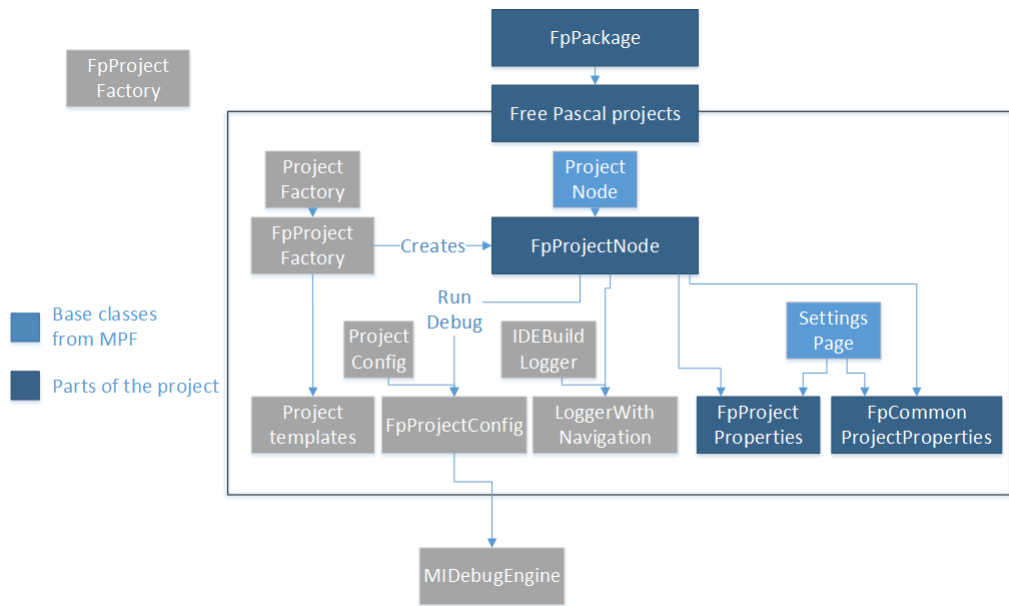 FpPackage
FpProject
Factory
Free Pascal projects
Project
Factory
Project
Node
FpProject
Factory
Creates
FpProjectNode
Run
Debug
Base classes
from MPF
Settings
Page
Project
Config
IDEBuild
Logger
Parts of the project
Project
templates
FpProjectConfig
LoggerWith
Navigation
FpProject
Properties
FpCommon
ProjectProperties
MIDebugEngine